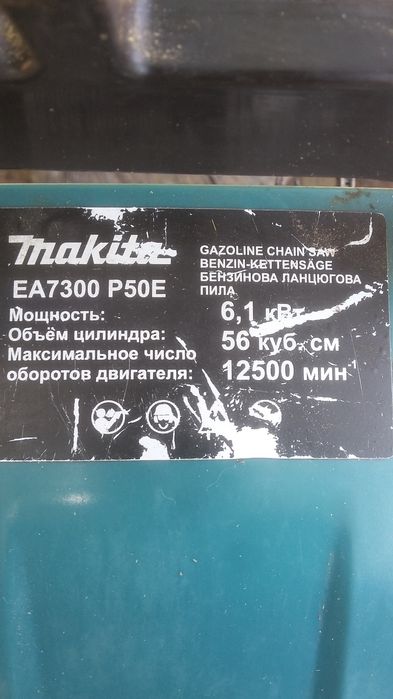 makita
GAZOLINE CHAIN SAW
BENZIN-KETTENSÄGE
БЕНЗИНОВА ЛАНЦЮГОВА
ПИЛА
EA7300 P50E
Мощность: 6,1 кВт
Объём цилиндра: 56 куб. см
Максимальное число
оборотов двигателя: 12500 мин⁻¹